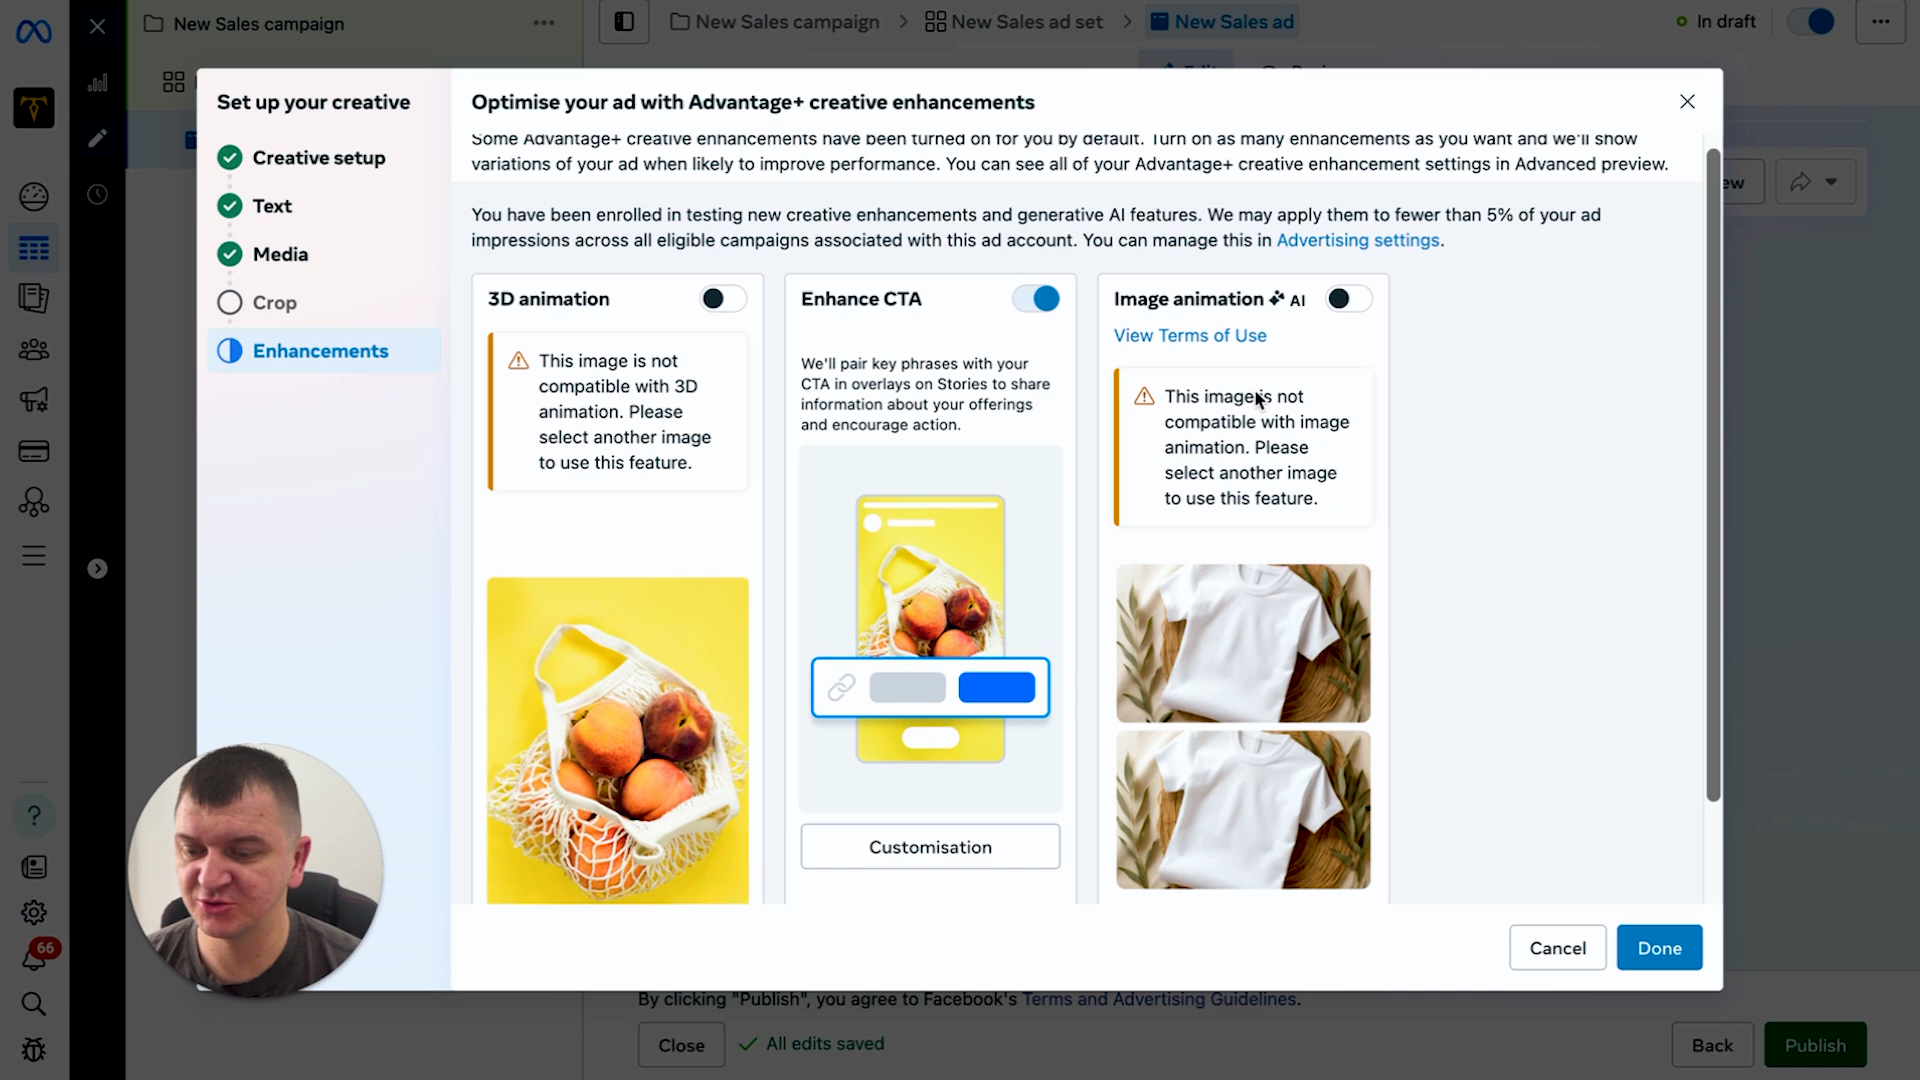 New Sales campaign
New Sales campaign
New Sales ad set
New Sales ad
In draft
Set up your creative
Creative setup
Text
Media
Crop
Enhancements
Optimise your ad with Advantage+ creative enhancements
Some Advantage+ creative enhancements have been turned on for you by default. Turn on as many enhancements as you want and we'll show
variations of your ad when likely to improve performance. You can see all of your Advantage+ creative enhancement settings in Advanced preview.
You have been enrolled in testing new creative enhancements and generative AI features. We may apply them to fewer than 5% of your ad
impressions across all eligible campaigns associated with this ad account. You can manage this in Advertising settings.
3D animation
This image is not
compatible with 3D
animation. Please
select another image
to use this feature.
Enhance CTA
We'll pair key phrases with your
CTA in overlays on Stories to share
information about your offerings
and encourage action.
Customisation
Image animation AI
View Terms of Use
This image is not
compatible with image
animation. Please
select another image
to use this feature.
Cancel
Done
66
By clicking "Publish", you agree to Facebook's Terms and Advertising Guidelines.
Close
All edits saved
Back
Publish